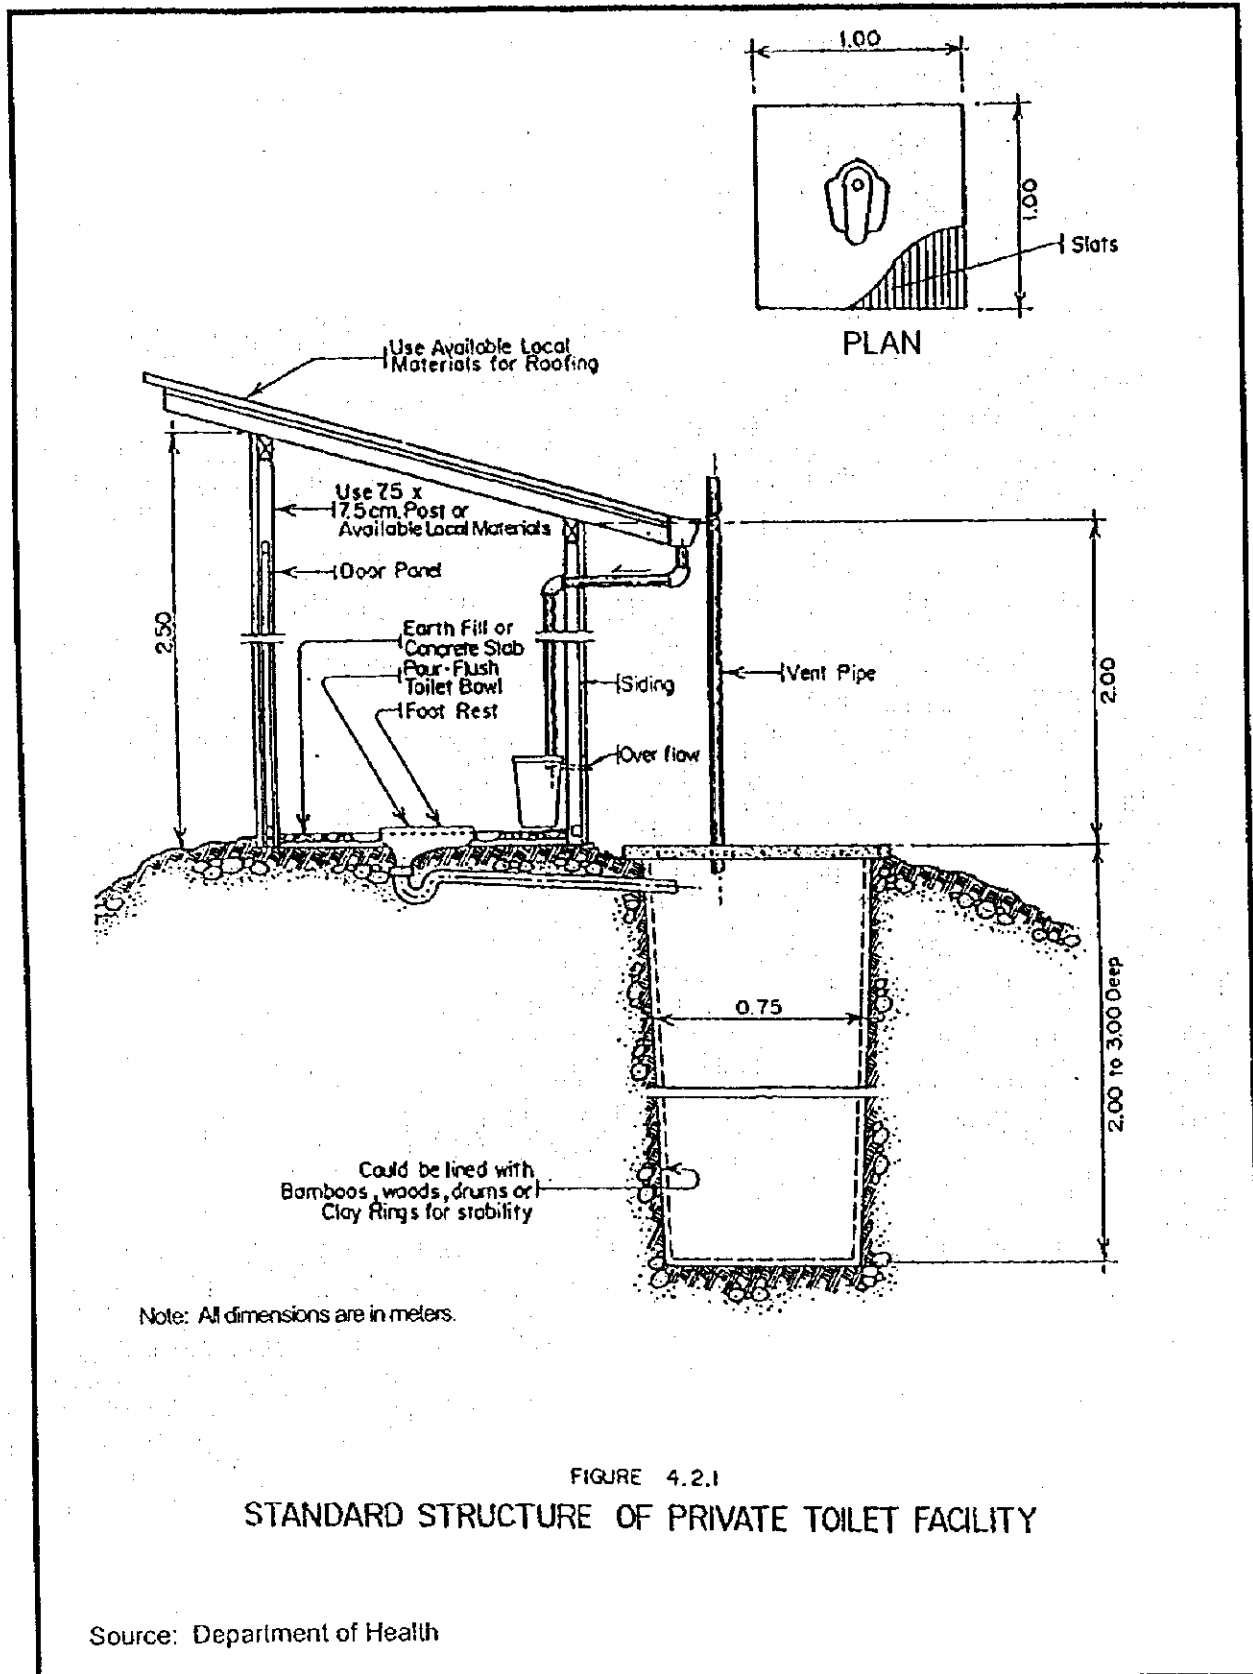 1.00
1.00
Slats
PLAN
Use Available Local
Materials for Roofing
Use 7.5 x
7.5 cm. Post or
Available Local Materials
Door Panel
2.50
Earth Fill or
Concrete Slab
Pour-Flush
Toilet Bowl
Foot Rest
Siding
Over flow
Vent Pipe
2.00
0.75
2.00 to 3.00 Deep
Could be lined with
Bamboos, woods, drums or
Clay Rings for stability
Note: All dimensions are in meters.
FIGURE 4.2.1
STANDARD STRUCTURE OF PRIVATE TOILET FACILITY
Source: Department of Health